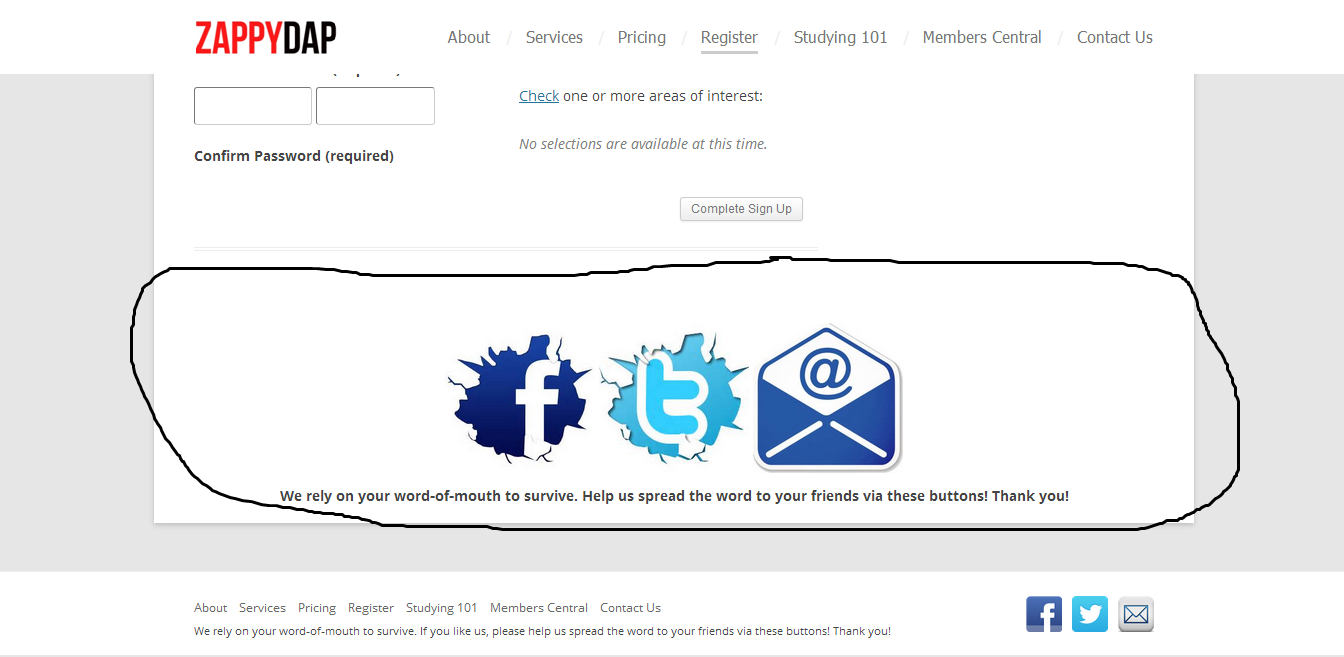 ZAPPYDAP
About / Services / Pricing / Register / Studying 101 / Members Central / Contact Us
Check one or more areas of interest:
No selections are available at this time.
Confirm Password (required)
Complete Sign Up
We rely on your word-of-mouth to survive. Help us spread the word to your friends via these buttons! Thank you!
About Services Pricing Register Studying 101 Members Central Contact Us
We rely on your word-of-mouth to survive. If you like us, please help us spread the word to your friends via these buttons! Thank you!